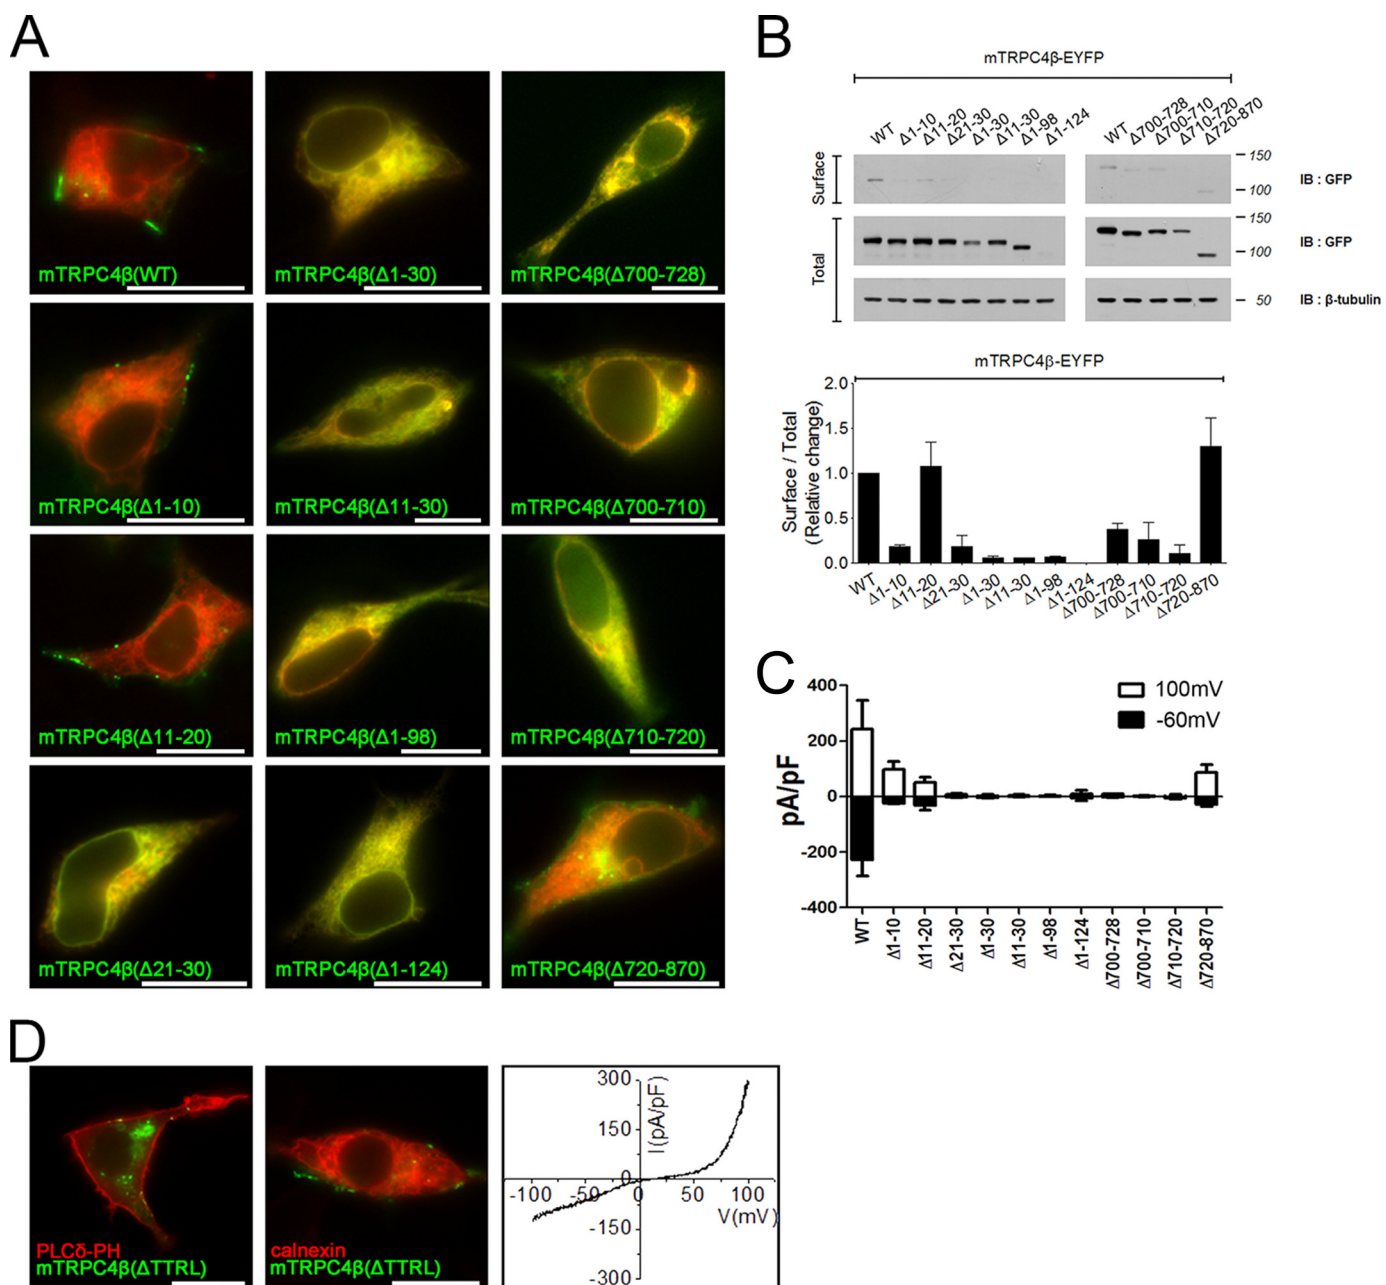 A
mTRPC4β(WT)
mTRPC4β(Δ1-30)
mTRPC4β(Δ700-728)
mTRPC4β(Δ1-10)
mTRPC4β(Δ11-30)
mTRPC4β(Δ700-710)
mTRPC4β(Δ11-20)
mTRPC4β(Δ1-98)
mTRPC4β(Δ710-720)
mTRPC4β(Δ21-30)
mTRPC4β(Δ1-124)
mTRPC4β(Δ720-870)
B
mTRPC4β-EYFP
WT Δ1-10 Δ11-20 Δ21-30 Δ1-30 Δ11-30 Δ1-98 Δ1-124
WT Δ700-728 Δ700-710 Δ710-720 Δ720-870
Surface
150
100
IB : GFP
Total
150
100
IB : GFP
50
IB : β-tubulin
mTRPC4β-EYFP
Surface / Total
(Relative change)
2.0
1.5
1.0
0.5
0.0
WT Δ1-10 Δ11-20 Δ21-30 Δ1-30 Δ11-30 Δ1-98 Δ1-124 Δ700-728 Δ700-710 Δ710-720 Δ720-870
C
pA/pF
400
200
0
-200
-400
100mV
-60mV
WT Δ1-10 Δ11-20 Δ21-30 Δ1-30 Δ11-30 Δ1-98 Δ1-124 Δ700-728 Δ700-710 Δ710-720 Δ720-870
D
PLCδ-PH
mTRPC4β(ΔTTRL)
calnexin
mTRPC4β(ΔTTRL)
I(pA/pF)
300
150
0
-100 -50 0 50 100
V(mV)
-150
-300